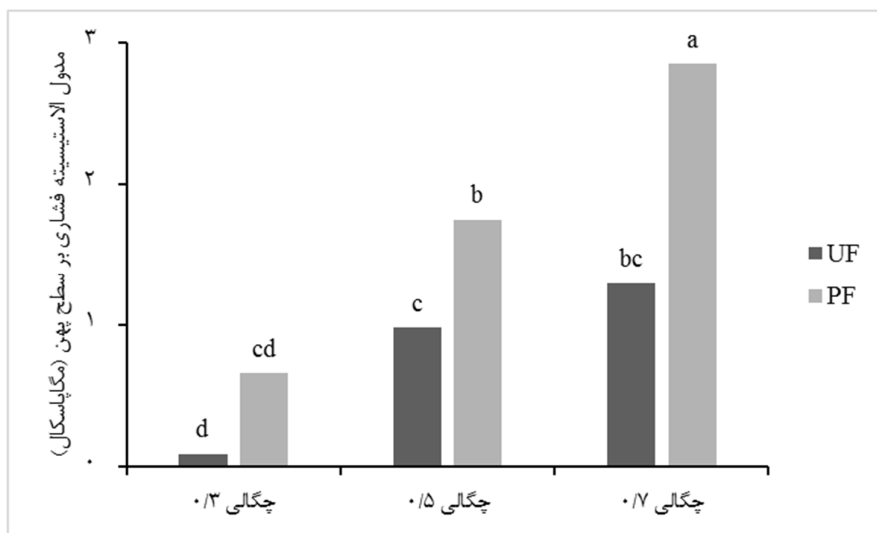 مدول الاستیسیته فشاری بر سطح پهن (مگاپاسکال)
۳
۲
۱
۰
d
cd
c
b
bc
a
چگالی ۰/۳
چگالی ۰/۵
چگالی ۰/۷
UF
PF